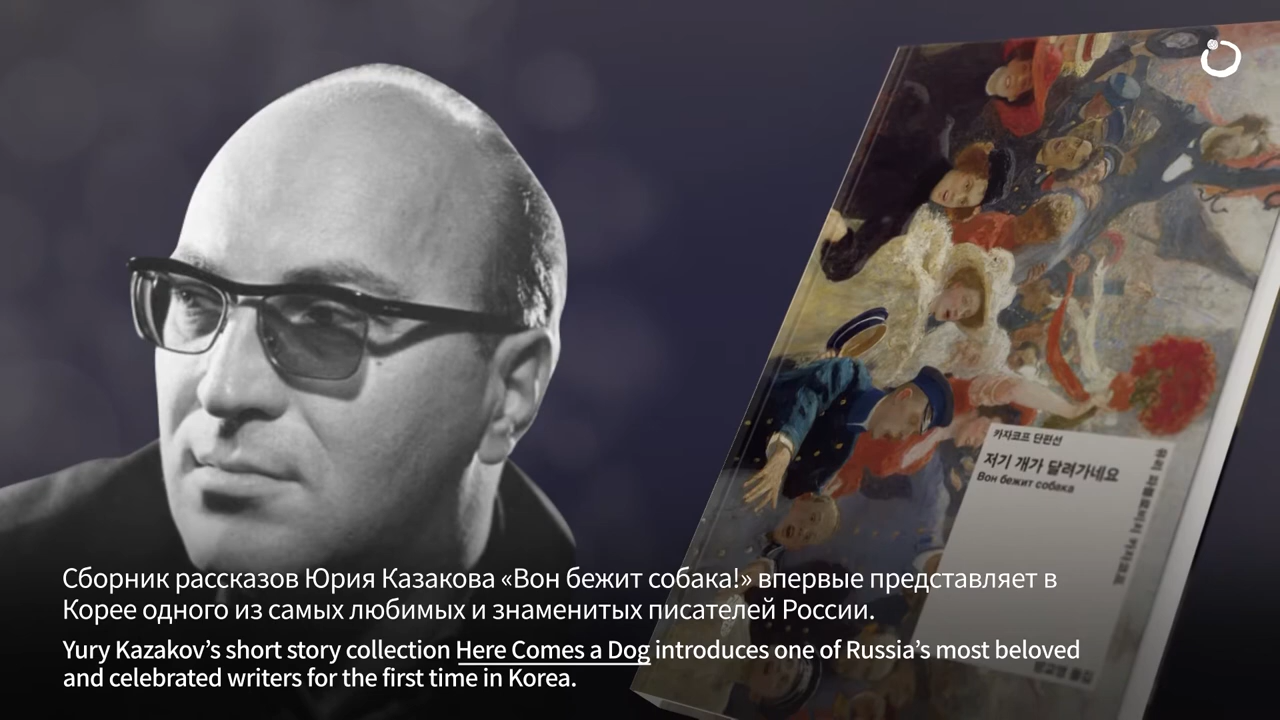 카자코프 단편선
저기 개가 달려가네요
Вон бежит собака
Сборник рассказов Юрия Казакова «Вон бежит собака!» впервые представляет в
Корее одного из самых любимых и знаменитых писателей России.
Yury Kazakov’s short story collection Here Comes a Dog introduces one of Russia’s most beloved
and celebrated writers for the first time in Korea.